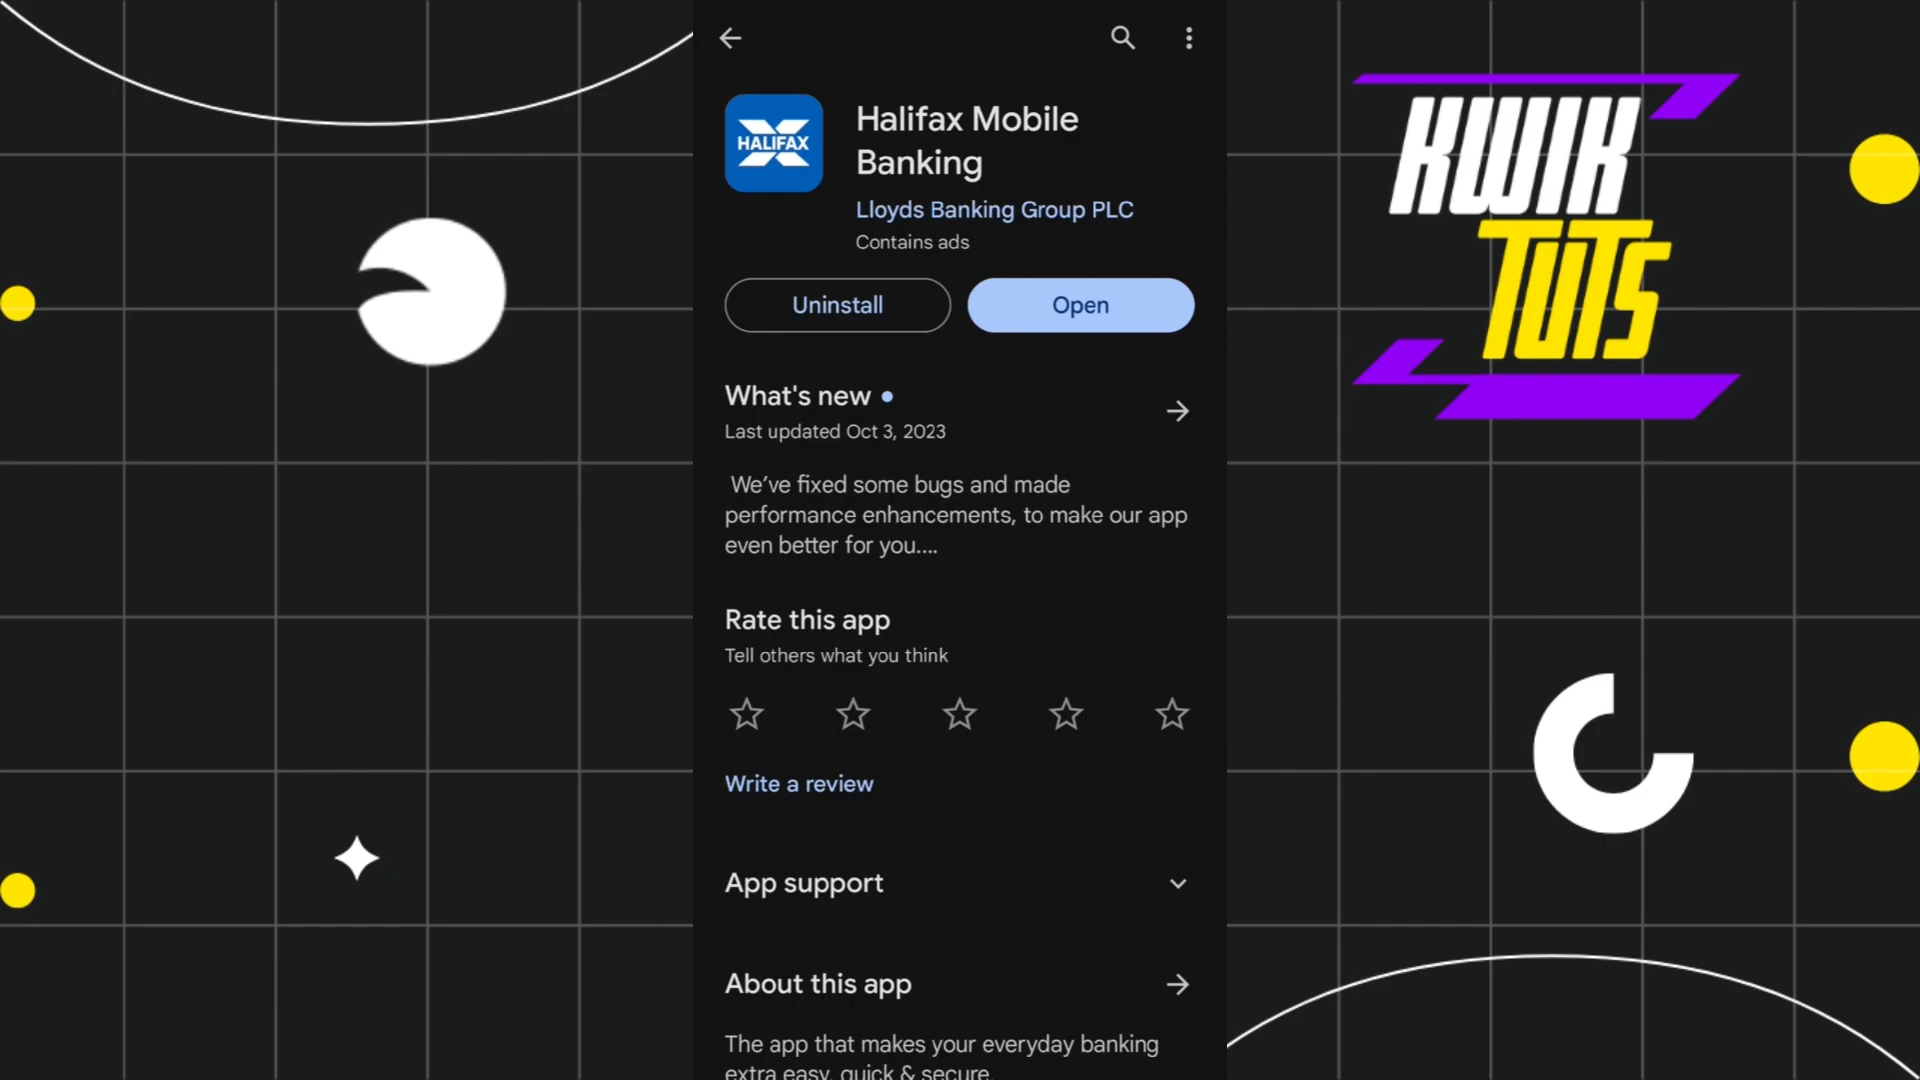 HALIFAX
Halifax Mobile
Banking
Lloyds Banking Group PLC
Contains ads
Uninstall
Open
What's new
Last updated Oct 3, 2023
We’ve fixed some bugs and made
performance enhancements, to make our app
even better for you....
Rate this app
Tell others what you think
Write a review
App support
About this app
The app that makes your everyday banking
extra easy, quick & secure
KWIK
TUTS